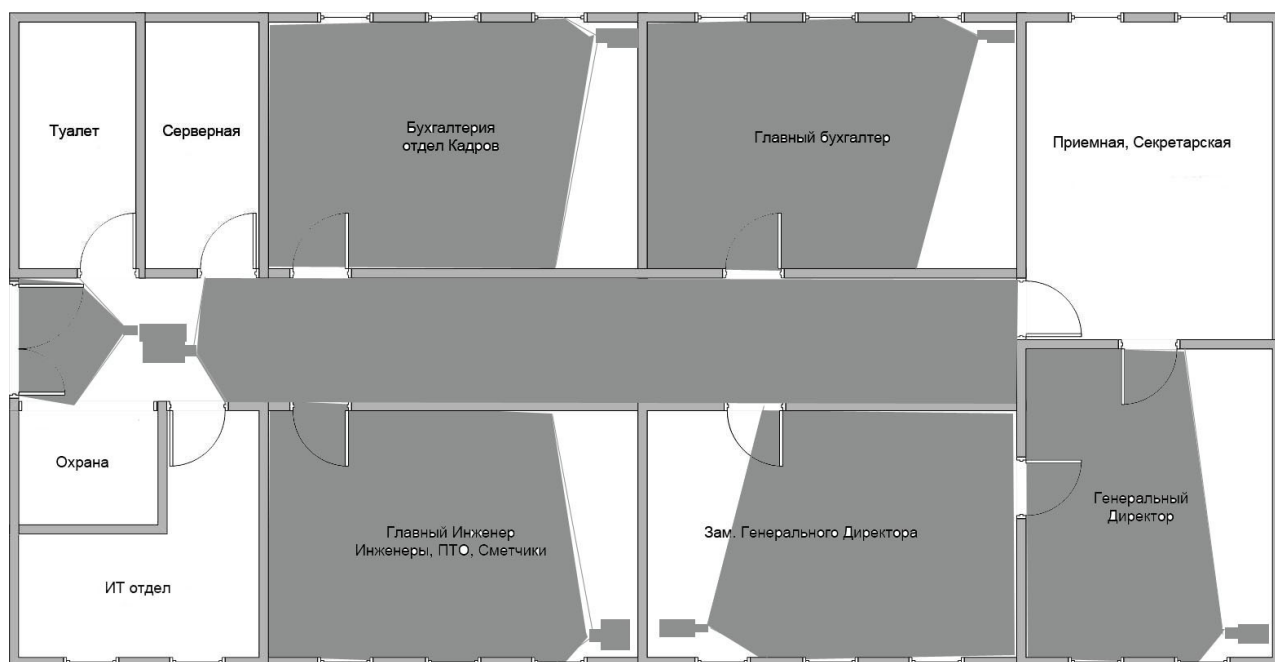 Туалет
Серверная
Бухгалтерия
отдел Кадров
Главный бухгалтер
Приемная, Секретарская
Охрана
ИТ отдел
Главный Инженер
Инженеры, ПТО, Сметчики
Зам. Генерального Директора
Генеральный
Директор